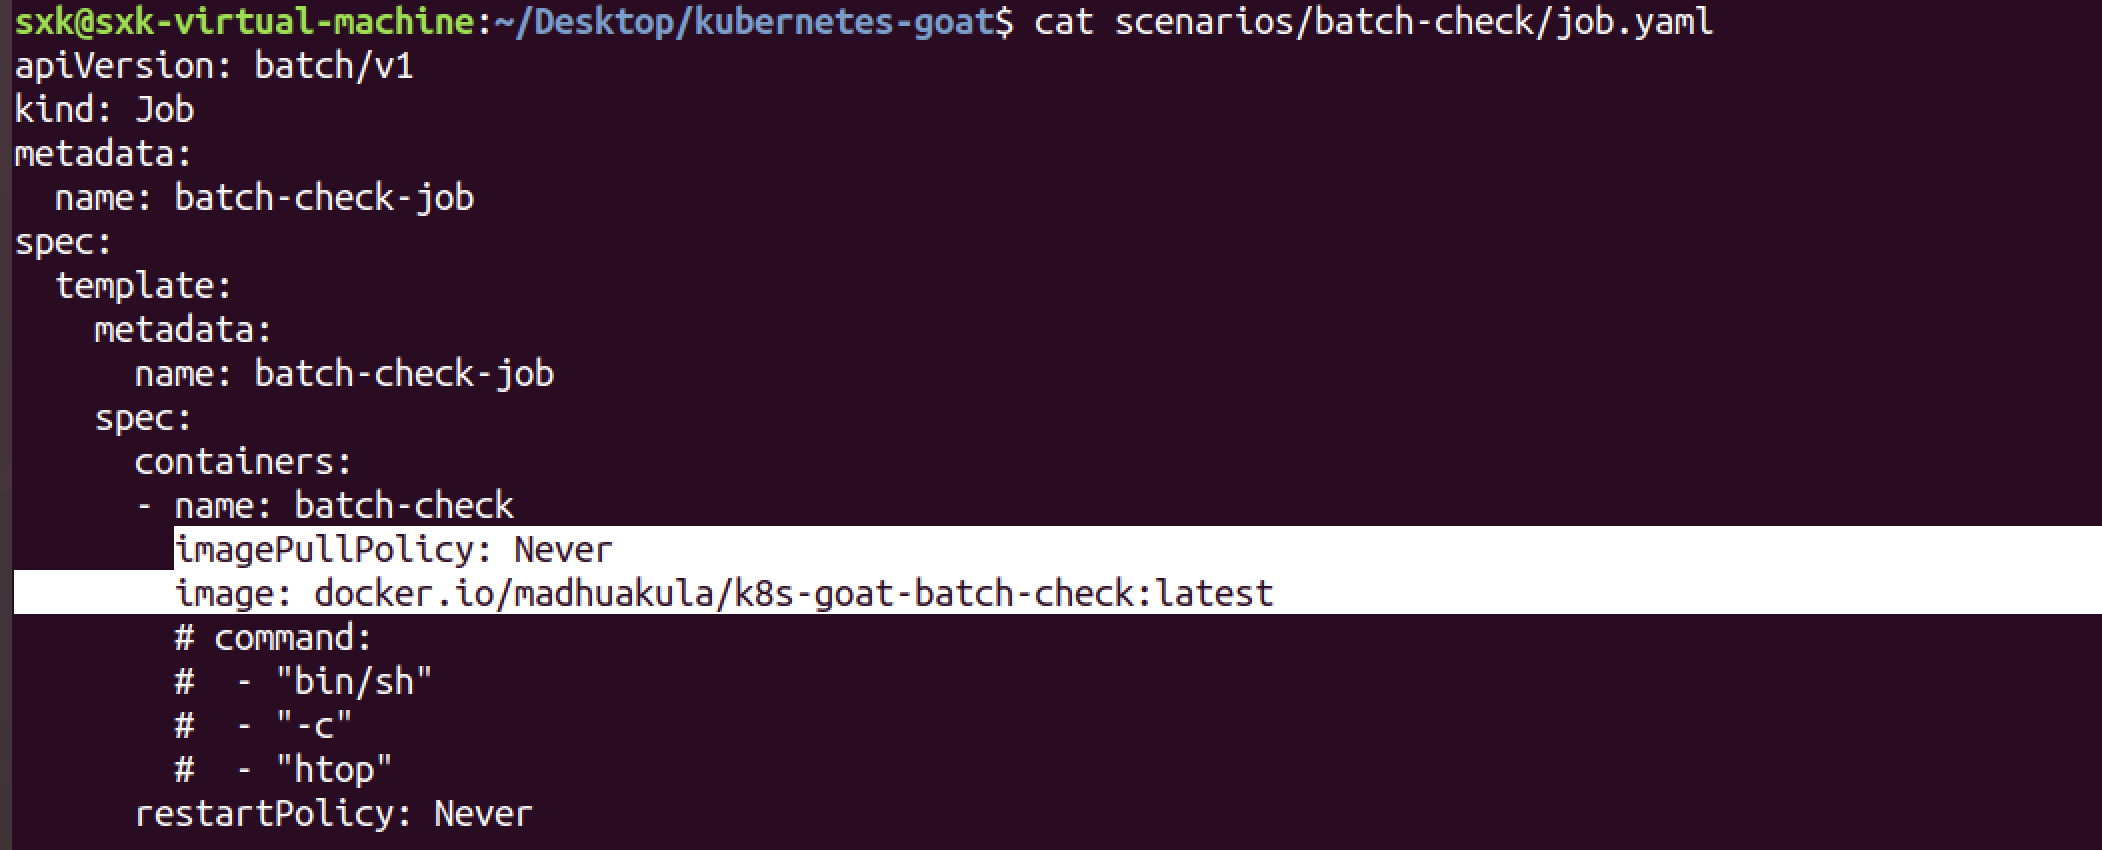 sxk@sxk-virtual-machine:~/Desktop/kubernetes-goat$ cat scenarios/batch-check/job.yaml
apiVersion: batch/v1
kind: Job
metadata:
  name: batch-check-job
spec:
  template:
    metadata:
      name: batch-check-job
    spec:
      containers:
      - name: batch-check
        imagePullPolicy: Never
        image: docker.io/madhuakula/k8s-goat-batch-check:latest
        # command:
        #  - "bin/sh"
        #  - "-c"
        #  - "htop"
      restartPolicy: Never